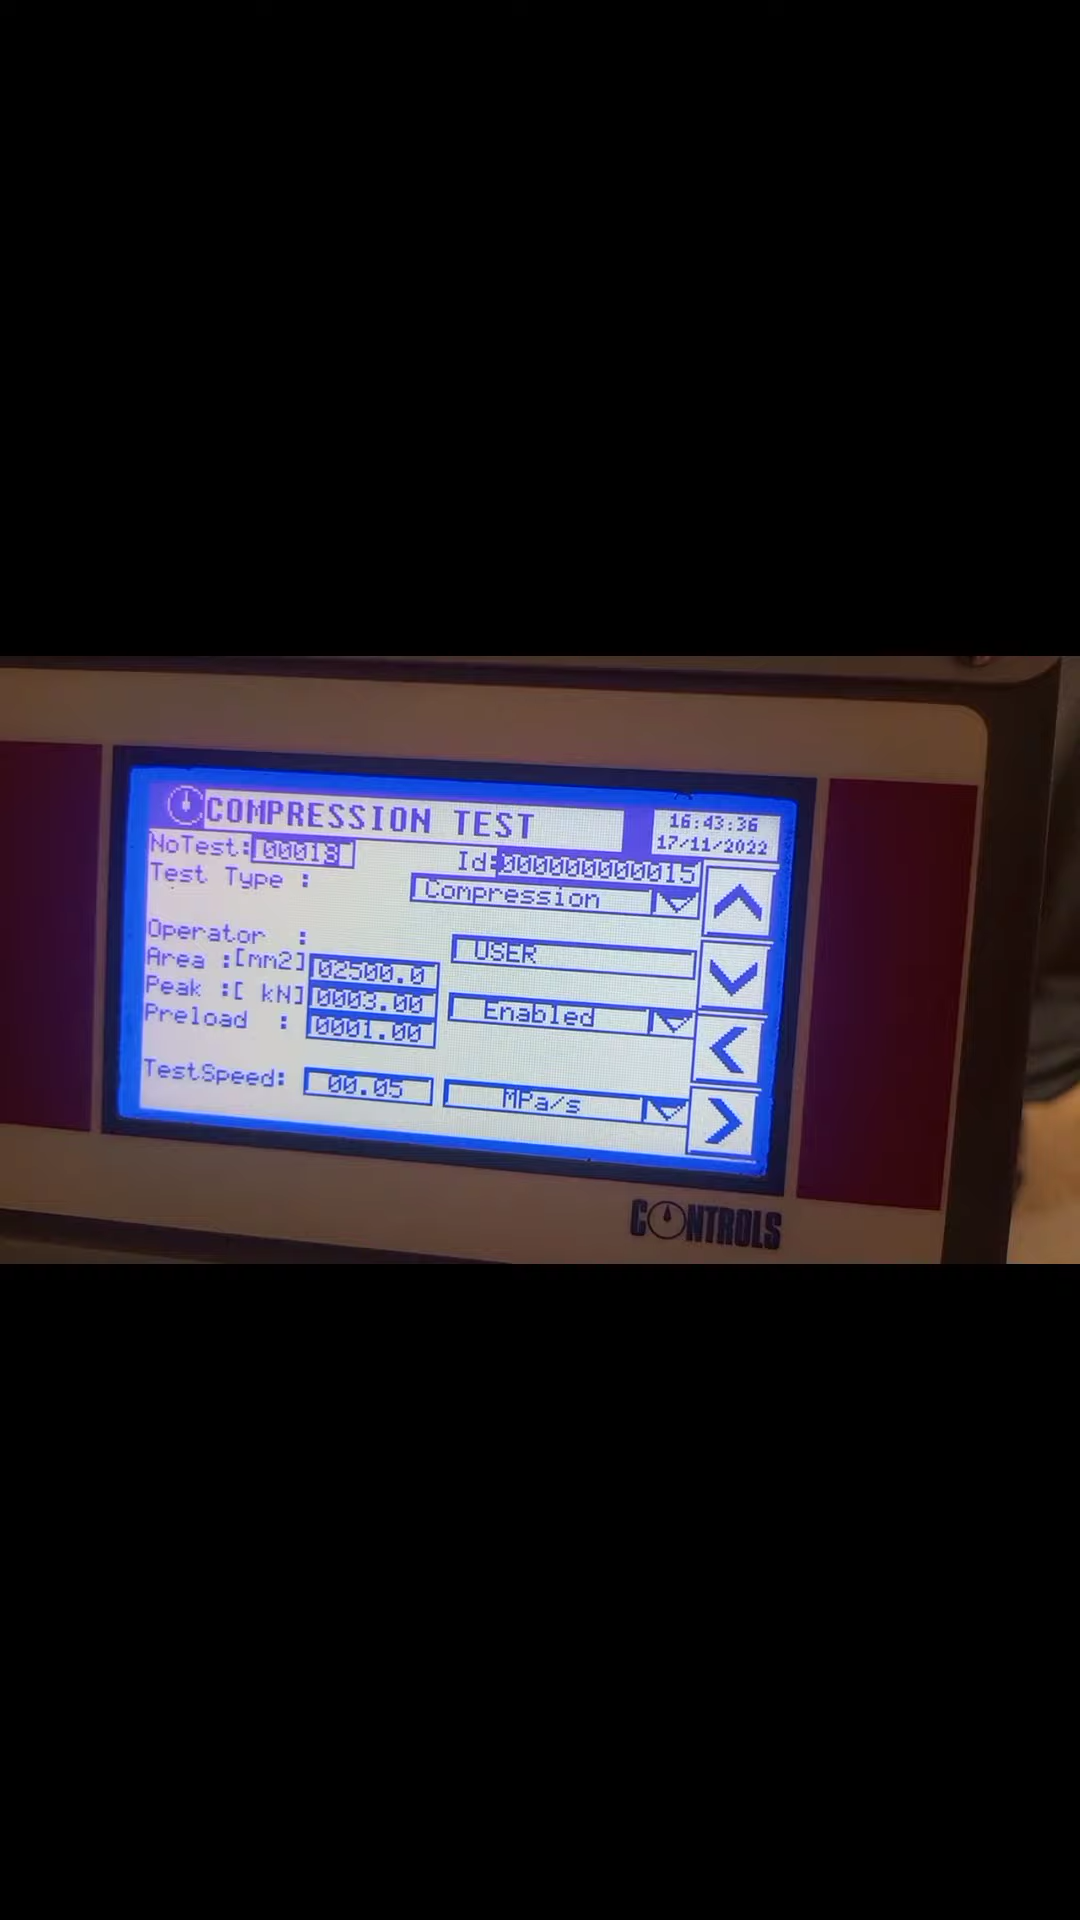 COMPRESSION TEST
16:43:36
17/11/2022
NoTest: 00013
Id: 000000000015
Test Type :
Compression
Operator :
USER
Area :[mm2] 02500.0
Peak :[ kN] 0003.00
Enabled
Preload : 0001.00
TestSpeed: 00.05 MPa/s
CONTROLS